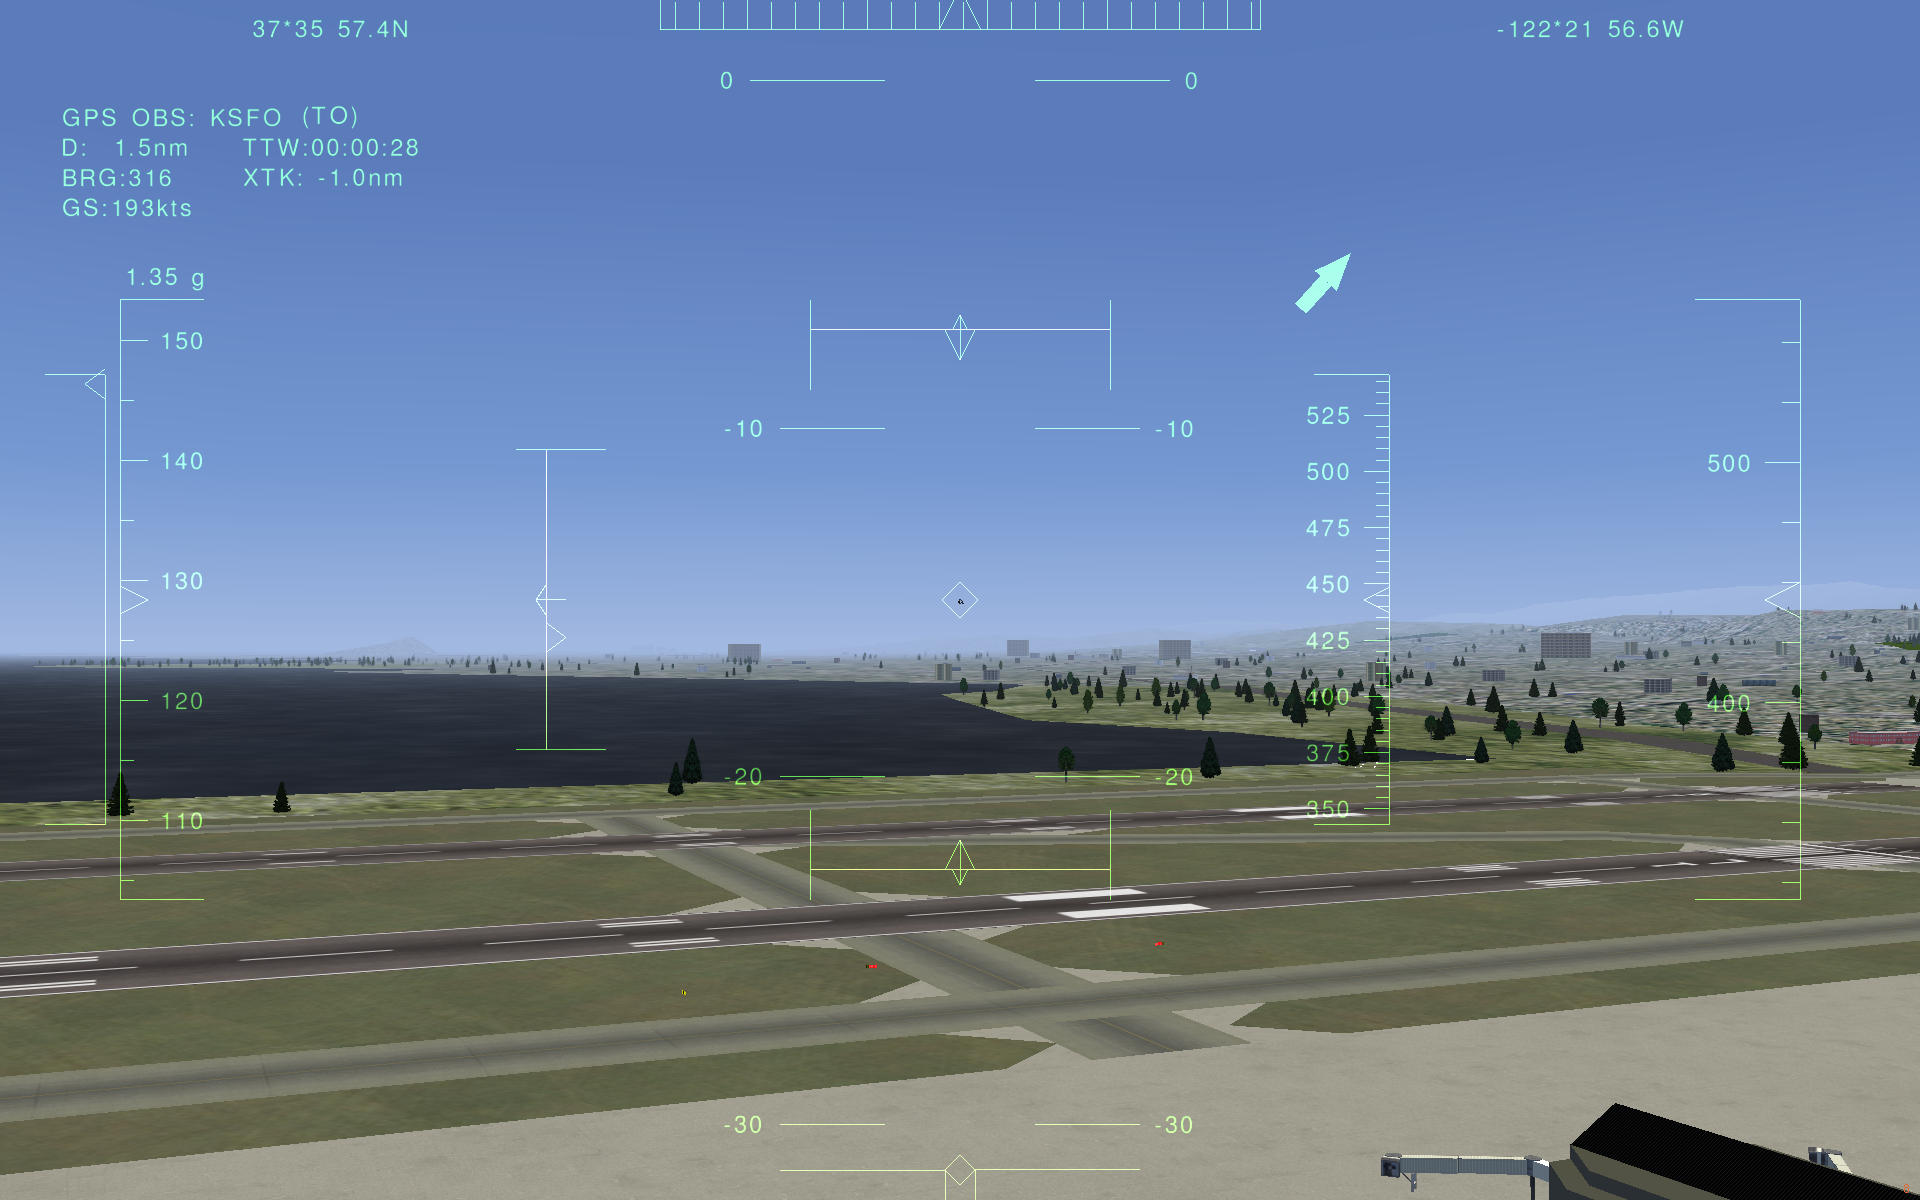 37*35 57.4N
-122*21 56.6W
0 0
GPS OBS: KSFO (TO)
D: 1.5nm TTW:00:00:28
BRG:316 XTK: -1.0nm
GS:193kts
1.35 g
150
140
130
120
110
-10 -10
-20 -20
-30 -30
525
500
475
450
425
400
375
350
500
400